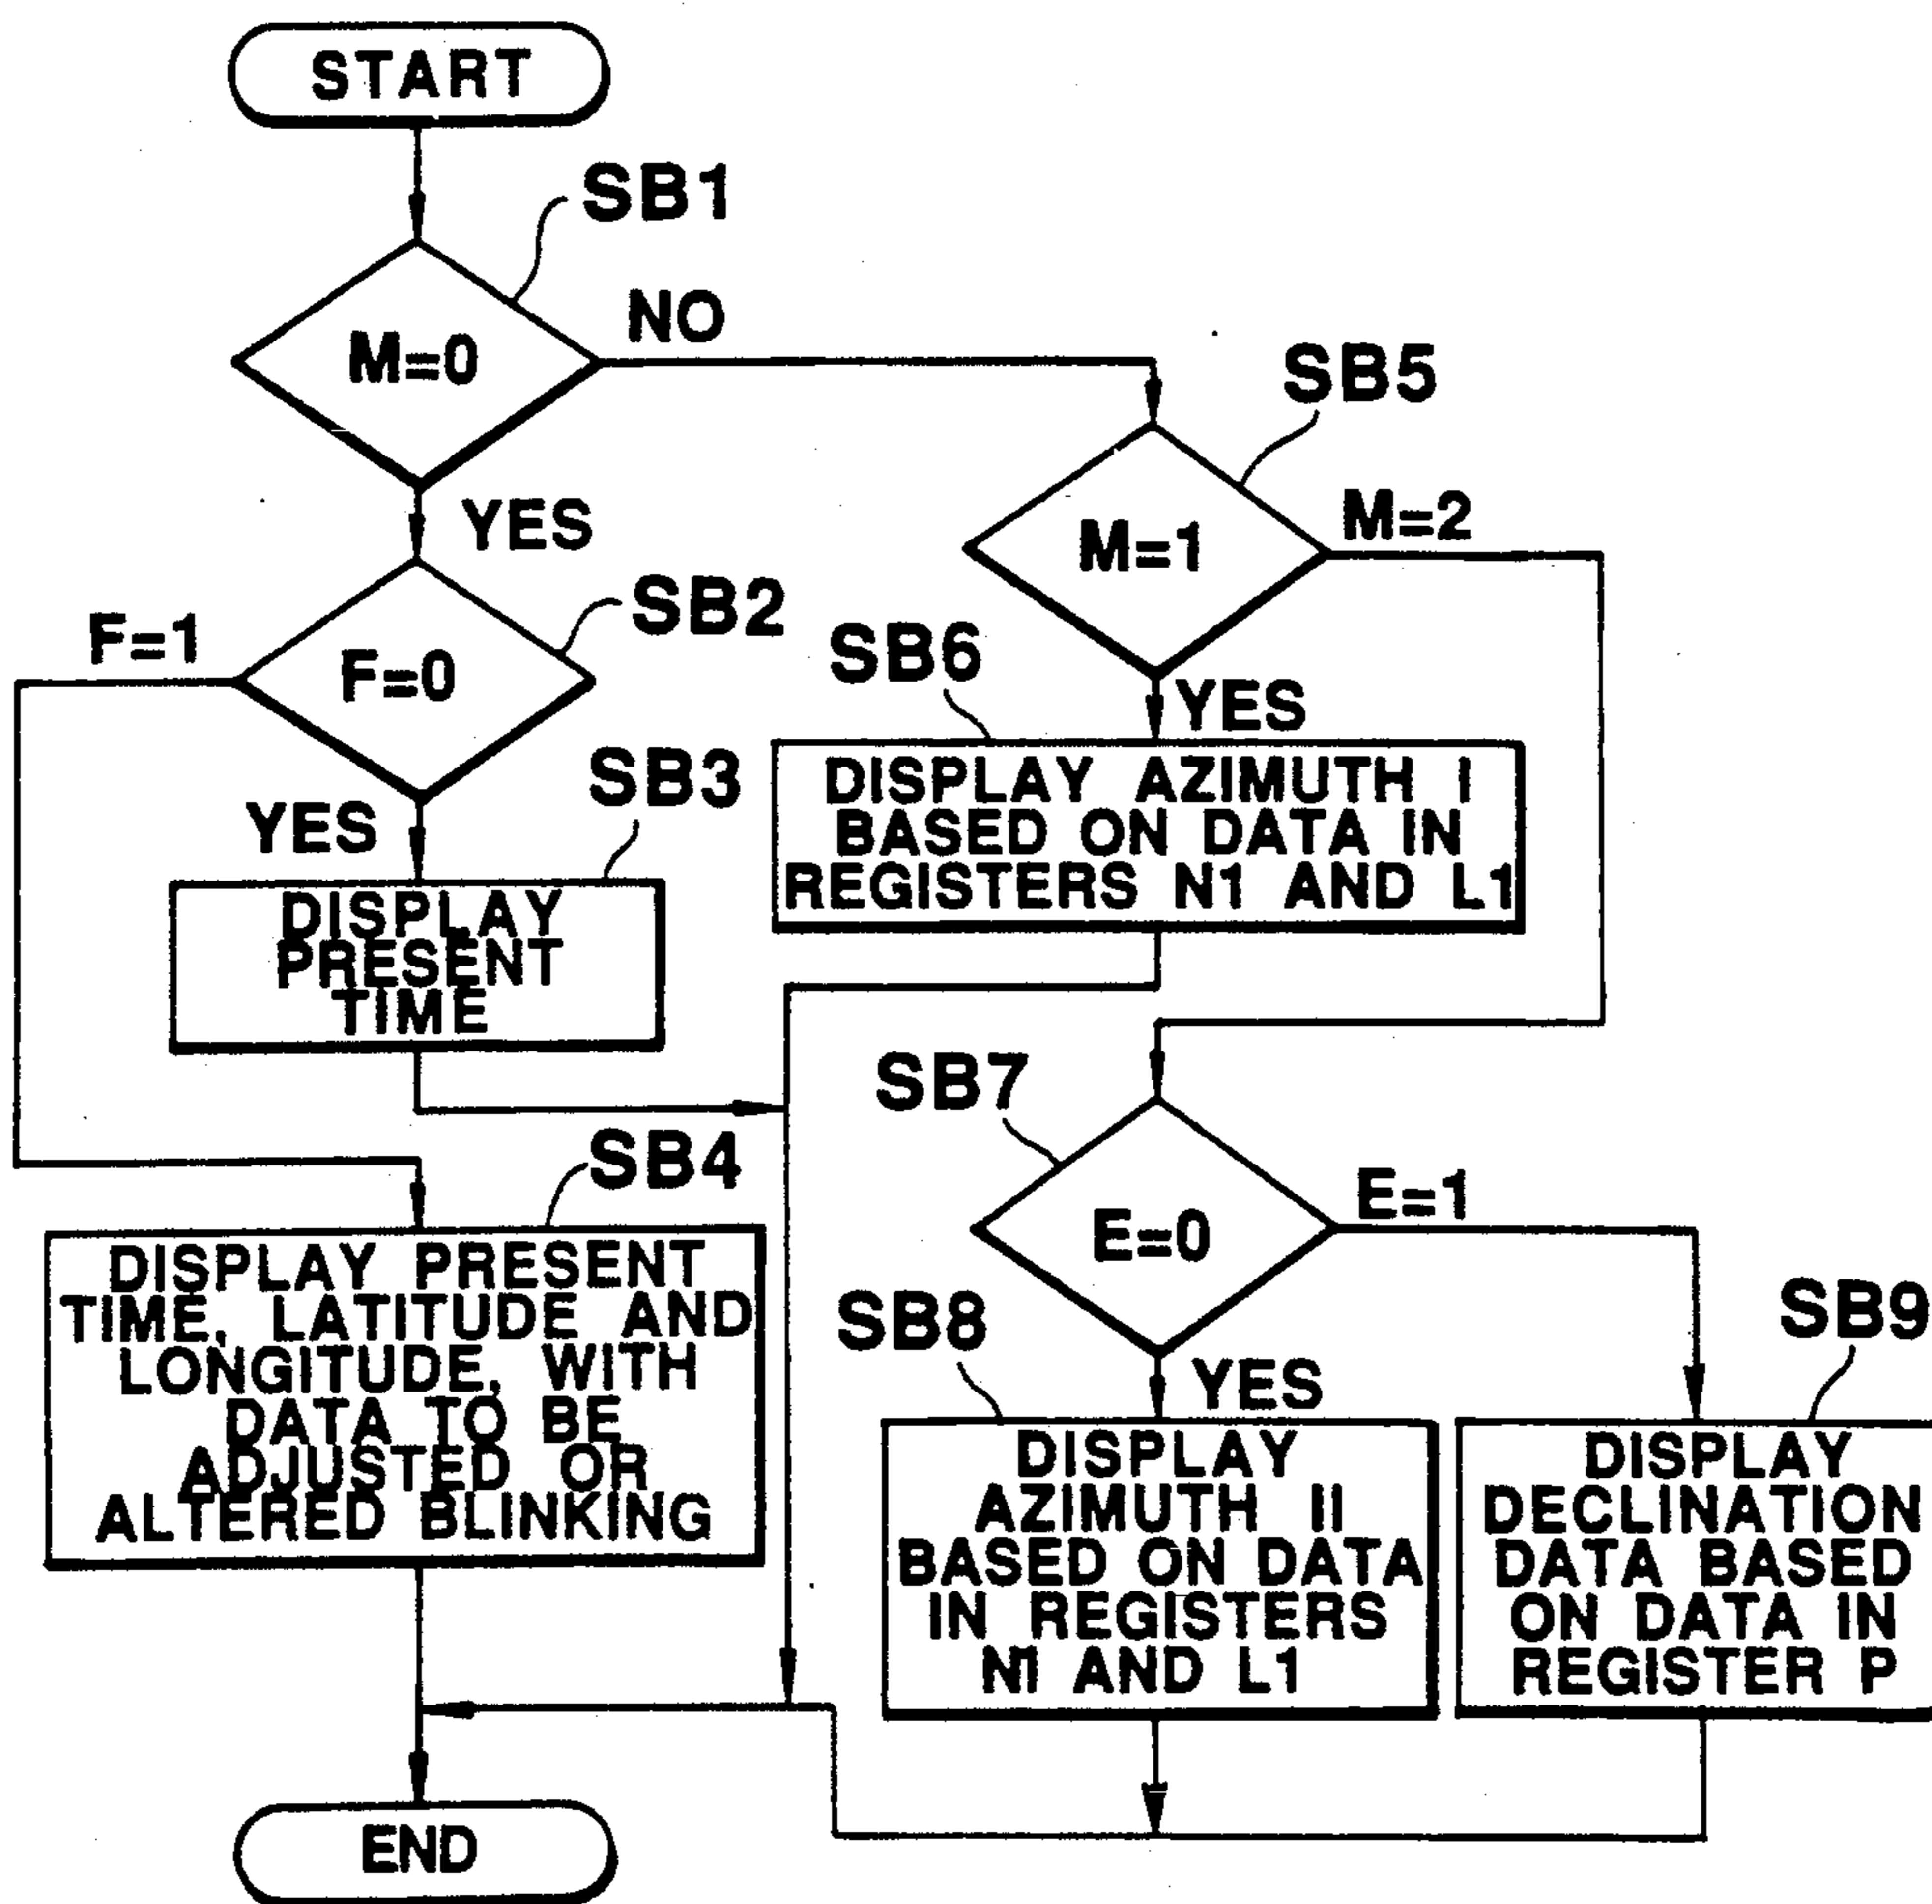 START
SB1
M=0
NO
YES
SB5
M=1
M=2
SB2
F=1
F=0
SB6
YES
SB3
YES
DISPLAY AZIMUTH I
BASED ON DATA IN
REGISTERS N1 AND L1
DISPLAY
PRESENT
TIME
SB7
E=0
E=1
SB4
DISPLAY PRESENT
TIME, LATITUDE AND
LONGITUDE, WITH
DATA TO BE
ADJUSTED OR
ALTERED BLINKING
SB8
YES
SB9
DISPLAY
AZIMUTH II
BASED ON DATA
IN REGISTERS
N1 AND L1
DISPLAY
DECLINATION
DATA BASED
ON DATA IN
REGISTER P
END